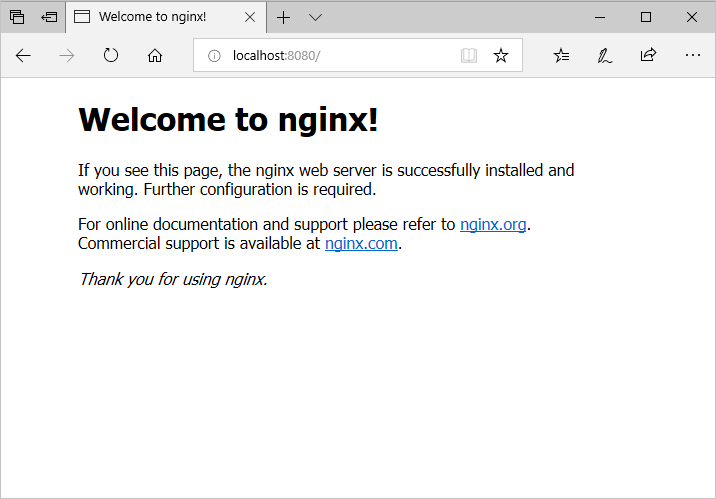 Welcome to nginx!
localhost:8080/
Welcome to nginx!
If you see this page, the nginx web server is successfully installed and
working. Further configuration is required.
For online documentation and support please refer to nginx.org.
Commercial support is available at nginx.com.
Thank you for using nginx.